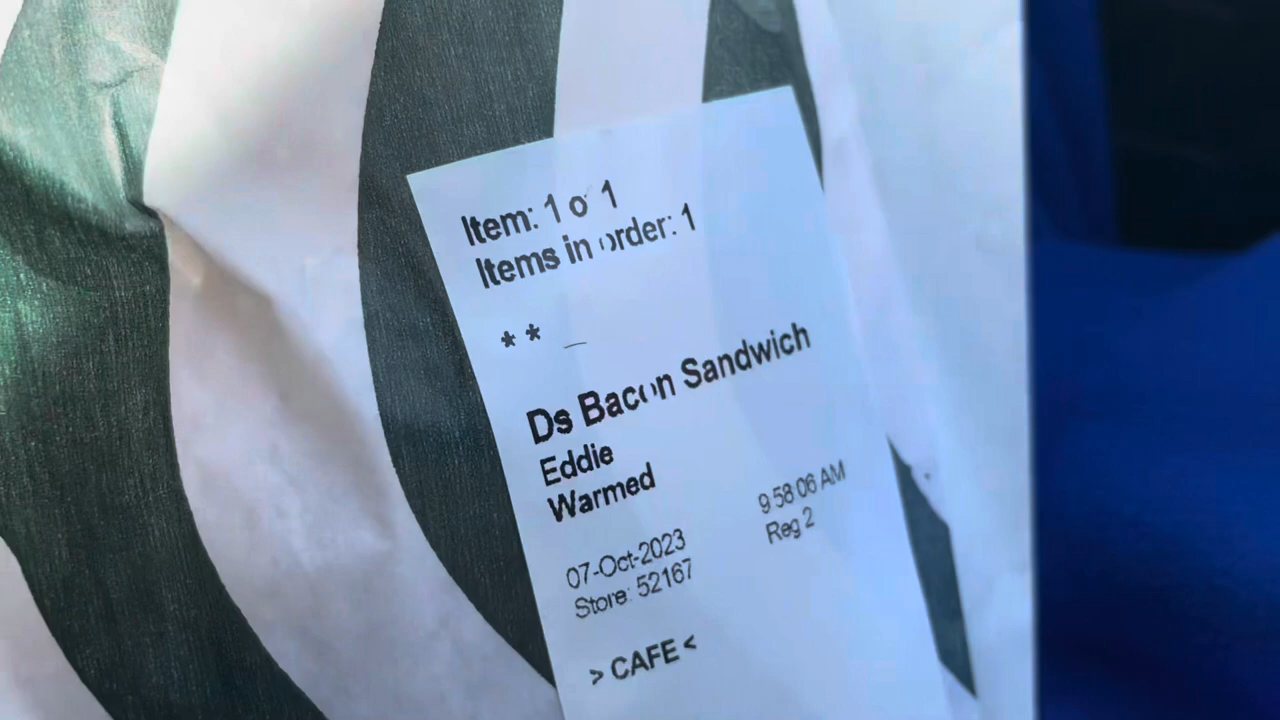 Item: 1 of 1
Items in order: 1
** _
Ds Bacon Sandwich
Eddie
Warmed
07-Oct-2023 9:58:06 AM
Store: 52167 Reg 2
> CAFE <